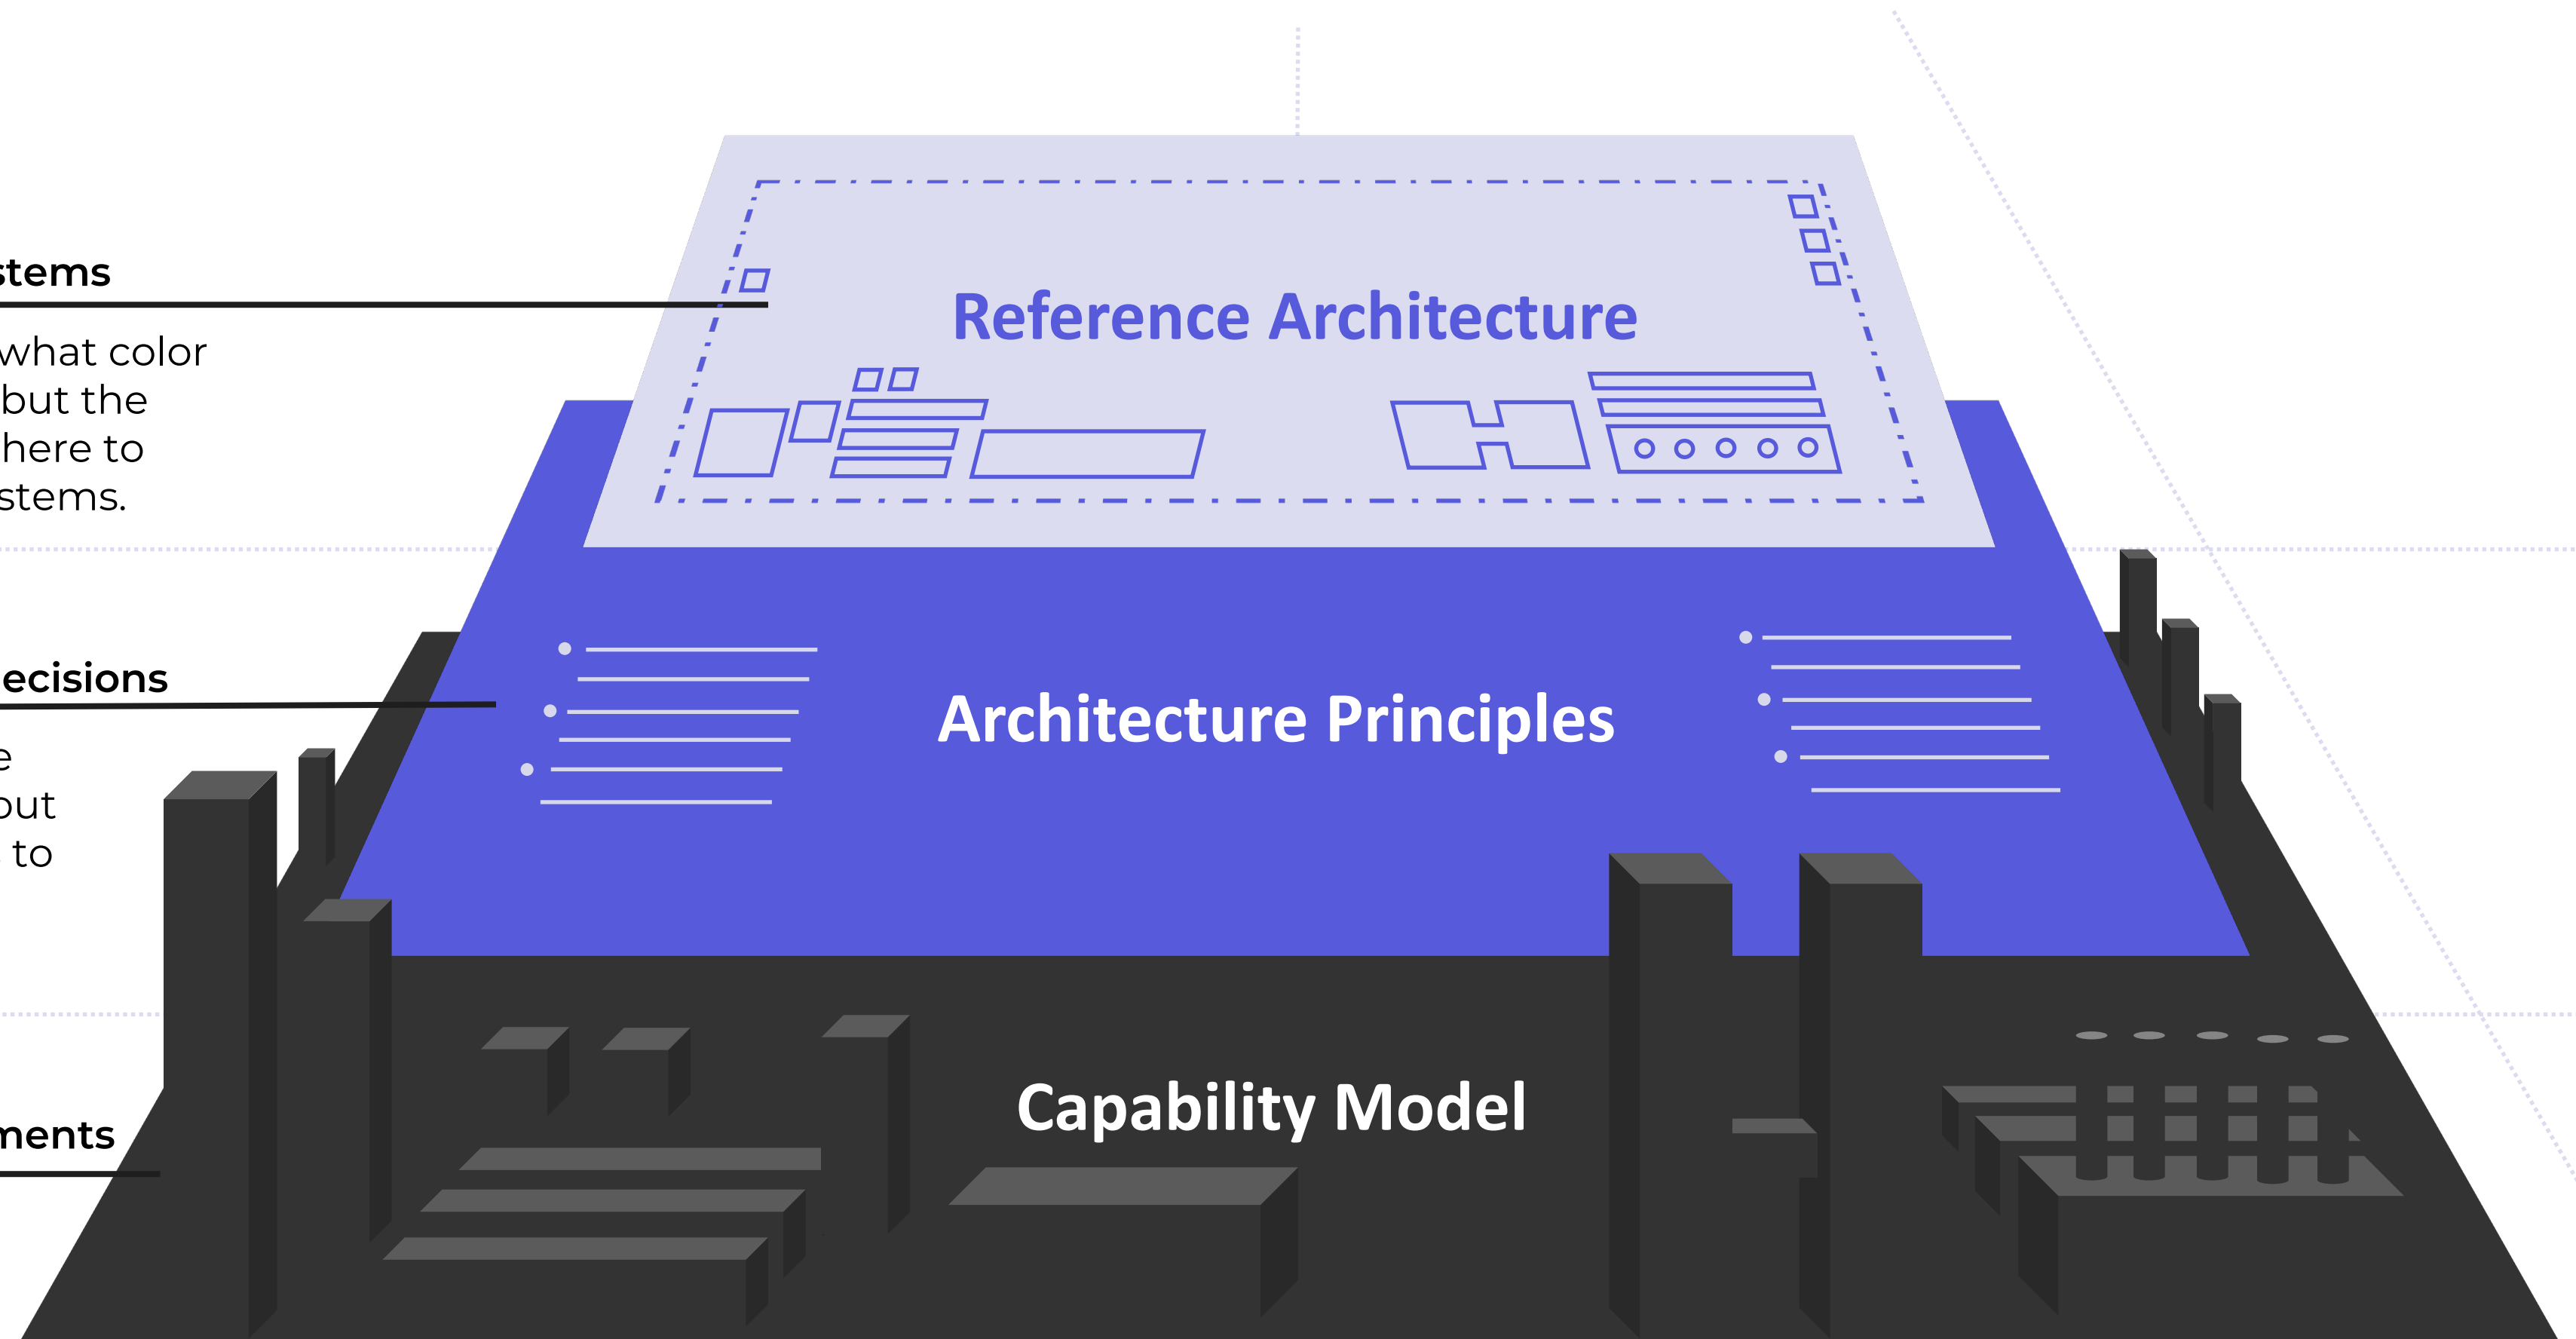 stems
what color
but the
here to
stems.
Reference Architecture
ecisions
e
out
to
Architecture Principles
Capability Model
ments